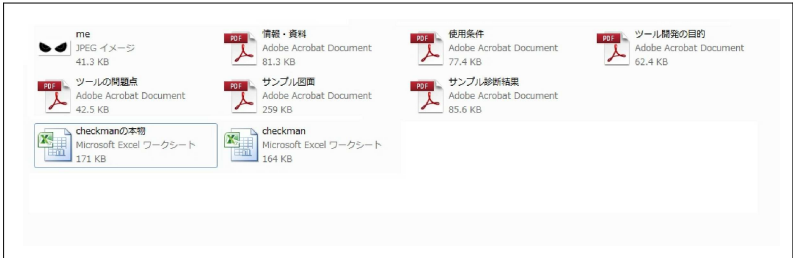 me
JPEG イメージ
41.3 KB
PDF
情報・資料
Adobe Acrobat Document
81.3 KB
PDF
使用条件
Adobe Acrobat Document
77.4 KB
PDF
ツール開発の目的
Adobe Acrobat Document
62.4 KB
PDF
ツールの問題点
Adobe Acrobat Document
42.5 KB
PDF
サンプル図面
Adobe Acrobat Document
259 KB
PDF
サンプル診断結果
Adobe Acrobat Document
85.6 KB
checkmanの本物
Microsoft Excel ワークシート
171 KB
checkman
Microsoft Excel ワークシート
164 KB